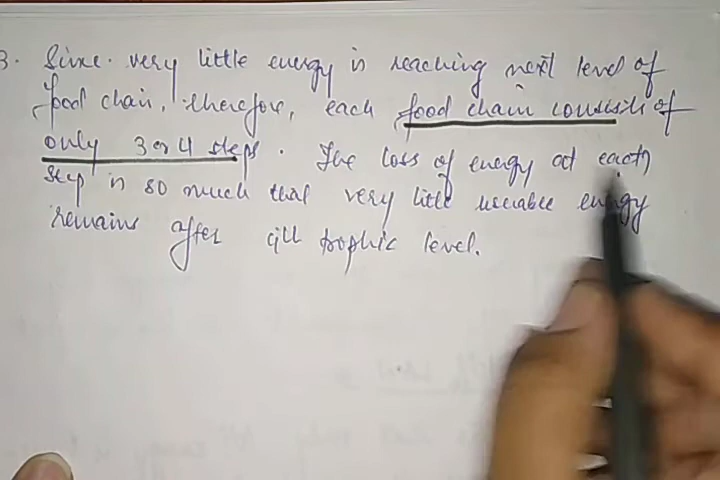 3. Since very little energy is reaching next level of
food chain, therefore, each food chain consists of
only 3 or 4 steps. The loss of energy at each
step is so much that very little useable energy
remains after trophic level.